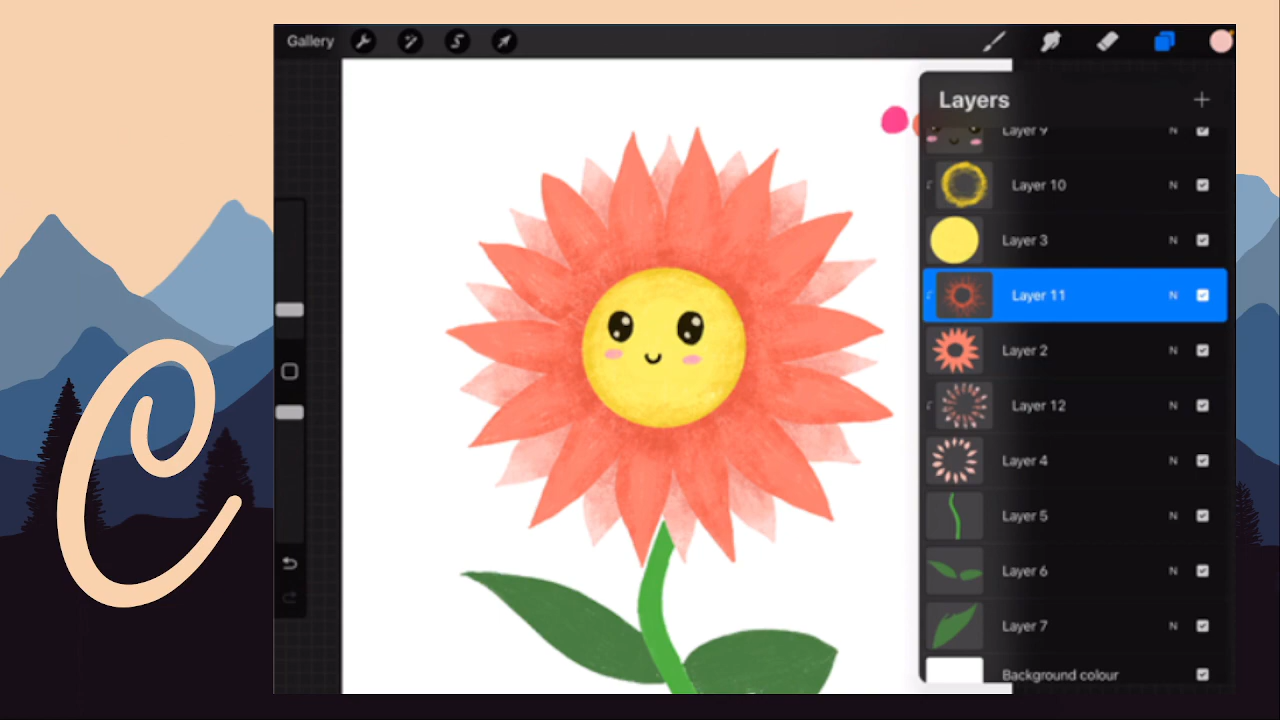 Gallery
Layers
Layer 9 N
Layer 10 N
Layer 3 N
Layer 11 N
Layer 2 N
Layer 12 N
Layer 4 N
Layer 5 N
Layer 6 N
Layer 7 N
Background colour
C